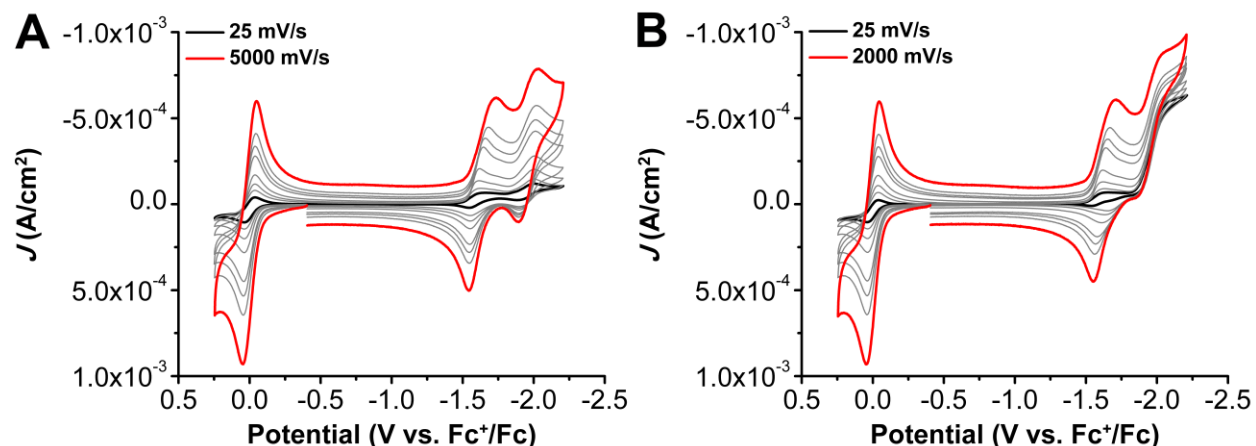 A
25 mV/s
5000 mV/s
-1.0x10⁻³
-5.0x10⁻⁴
0.0
5.0x10⁻⁴
1.0x10⁻³
J (A/cm²)
0.5 0.0 -0.5 -1.0 -1.5 -2.0 -2.5
Potential (V vs. Fc⁺/Fc)
B
25 mV/s
2000 mV/s
-1.0x10⁻³
-5.0x10⁻⁴
0.0
5.0x10⁻⁴
1.0x10⁻³
J (A/cm²)
0.5 0.0 -0.5 -1.0 -1.5 -2.0 -2.5
Potential (V vs. Fc⁺/Fc)